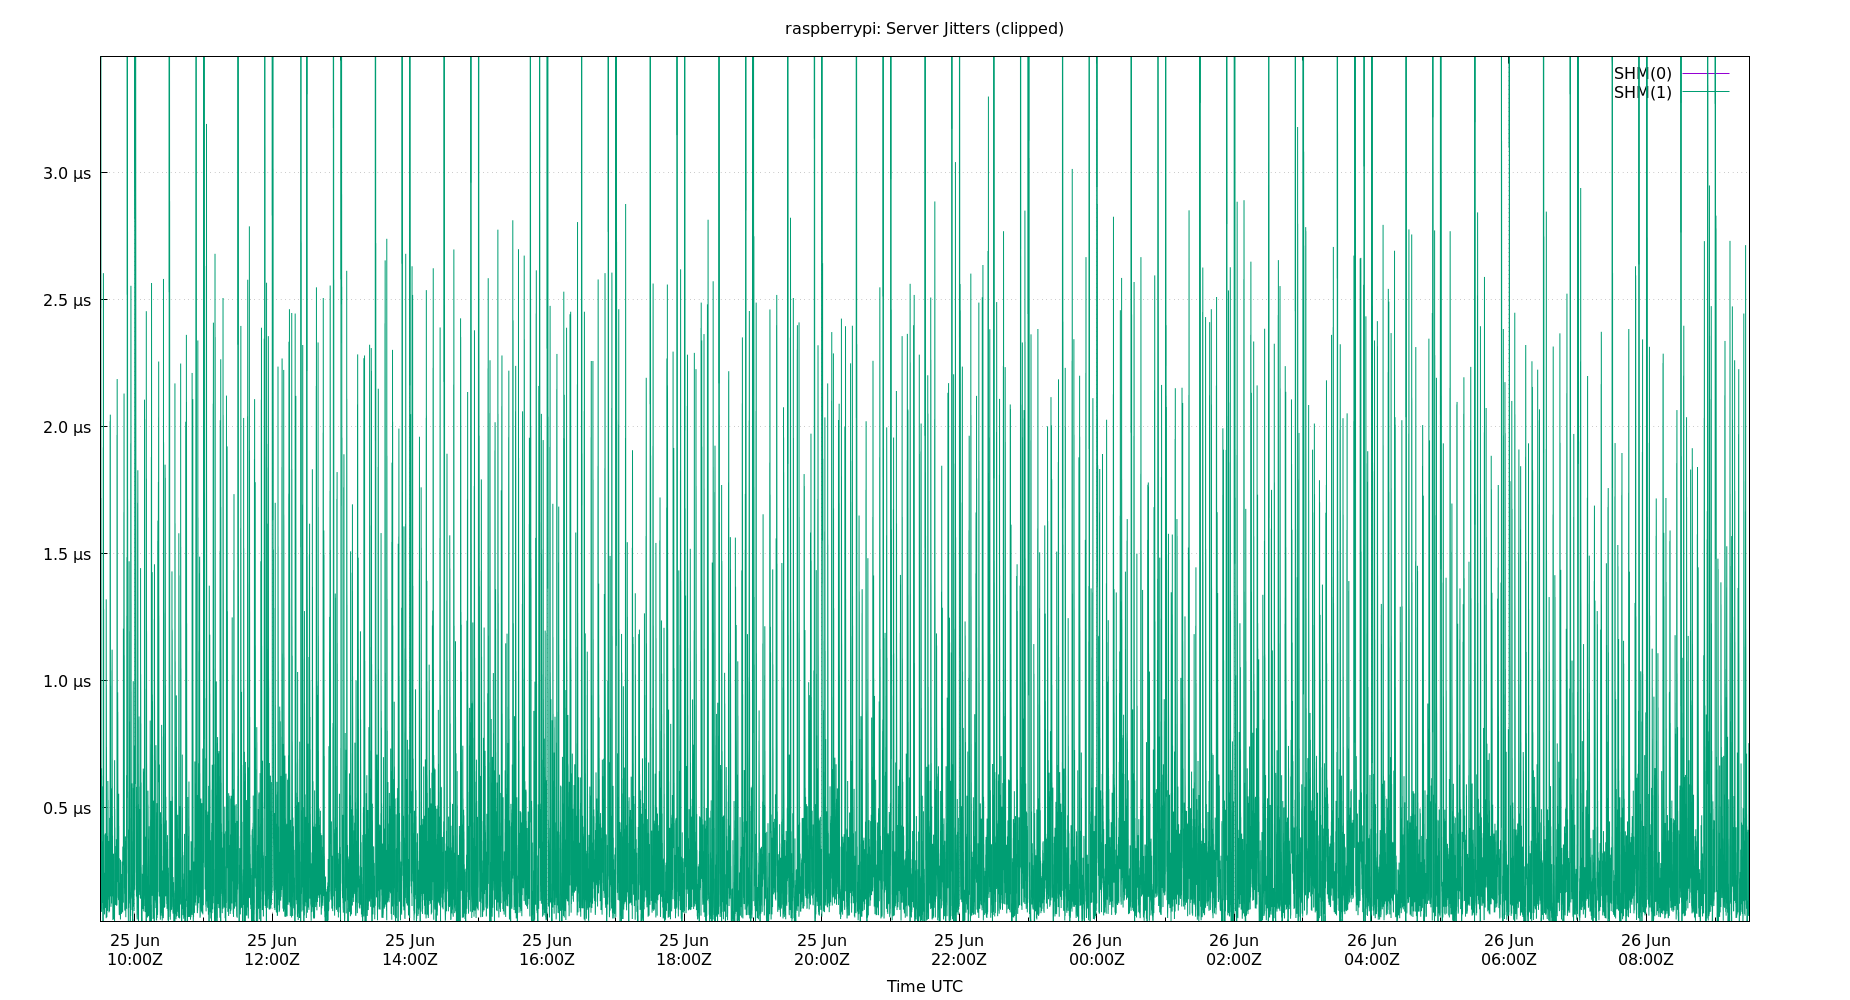 raspberrypi: Server Jitters (clipped)
SHM(0)
SHM(1)
3.0 µs
2.5 µs
2.0 µs
1.5 µs
1.0 µs
0.5 µs
25 Jun 25 Jun 25 Jun 25 Jun 25 Jun 25 Jun 25 Jun 26 Jun 26 Jun 26 Jun 26 Jun 26 Jun
10:00Z 12:00Z 14:00Z 16:00Z 18:00Z 20:00Z 22:00Z 00:00Z 02:00Z 04:00Z 06:00Z 08:00Z
Time UTC